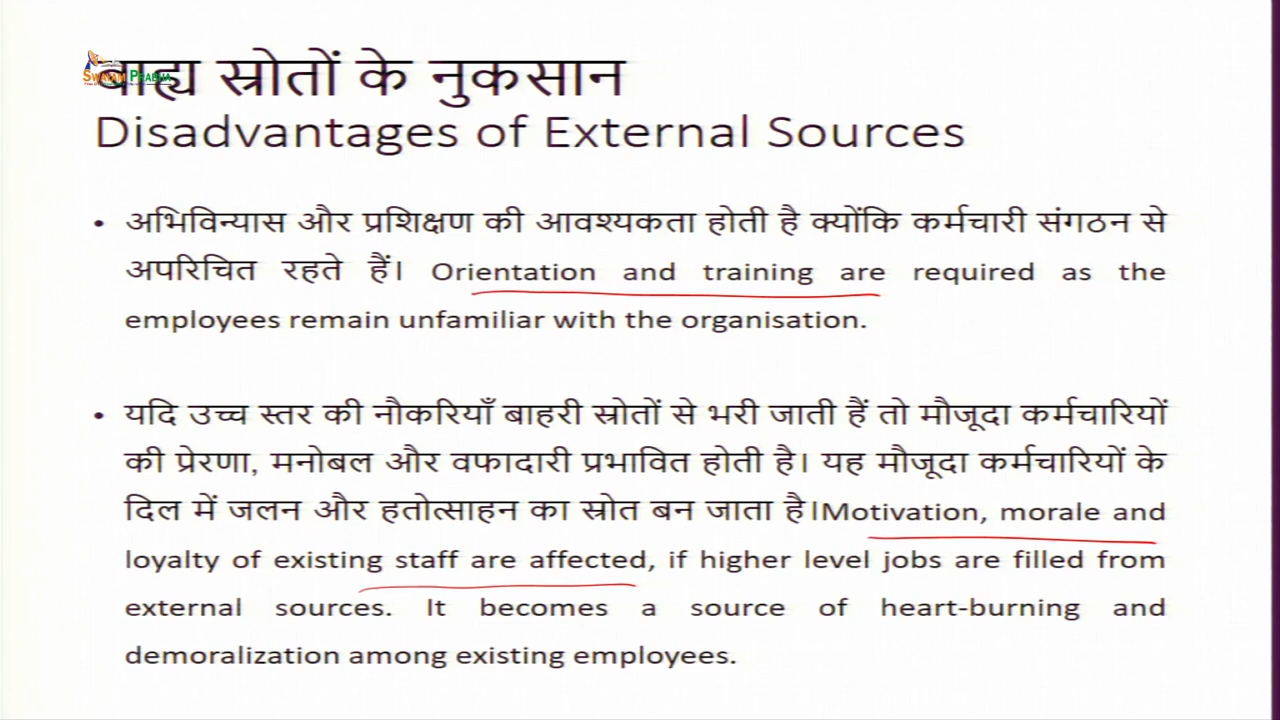 बाह्य स्रोतों के नुकसान
SWAYAM PRABHA
Disadvantages of External Sources
• अभिविन्यास और प्रशिक्षण की आवश्यकता होती है क्योंकि कर्मचारी संगठन से
अपरिचित रहते हैं। Orientation and training are required as the
employees remain unfamiliar with the organisation.
• यदि उच्च स्तर की नौकरियाँ बाहरी स्रोतों से भरी जाती हैं तो मौजूदा कर्मचारियों
की प्रेरणा, मनोबल और वफादारी प्रभावित होती है। यह मौजूदा कर्मचारियों के
दिल में जलन और हतोत्साहन का स्रोत बन जाता है।Motivation, morale and
loyalty of existing staff are affected, if higher level jobs are filled from
external sources. It becomes a source of heart-burning and
demoralization among existing employees.